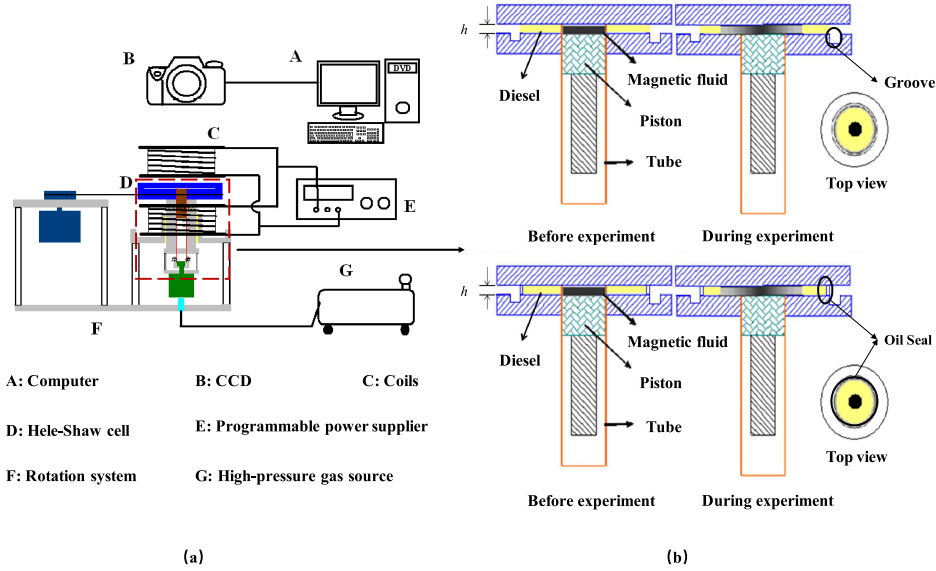 B
A
DVD
C
D
E
G
F
A: Computer
B: CCD
C: Coils
D: Hele-Shaw cell
E: Programmable power supplier
F: Rotation system
G: High-pressure gas source
(a)
h
Diesel
Magnetic fluid
Groove
Piston
Tube
Top view
Before experiment
During experiment
h
Diesel
Magnetic fluid
Oil Seal
Piston
Tube
Top view
Before experiment
During experiment
(b)